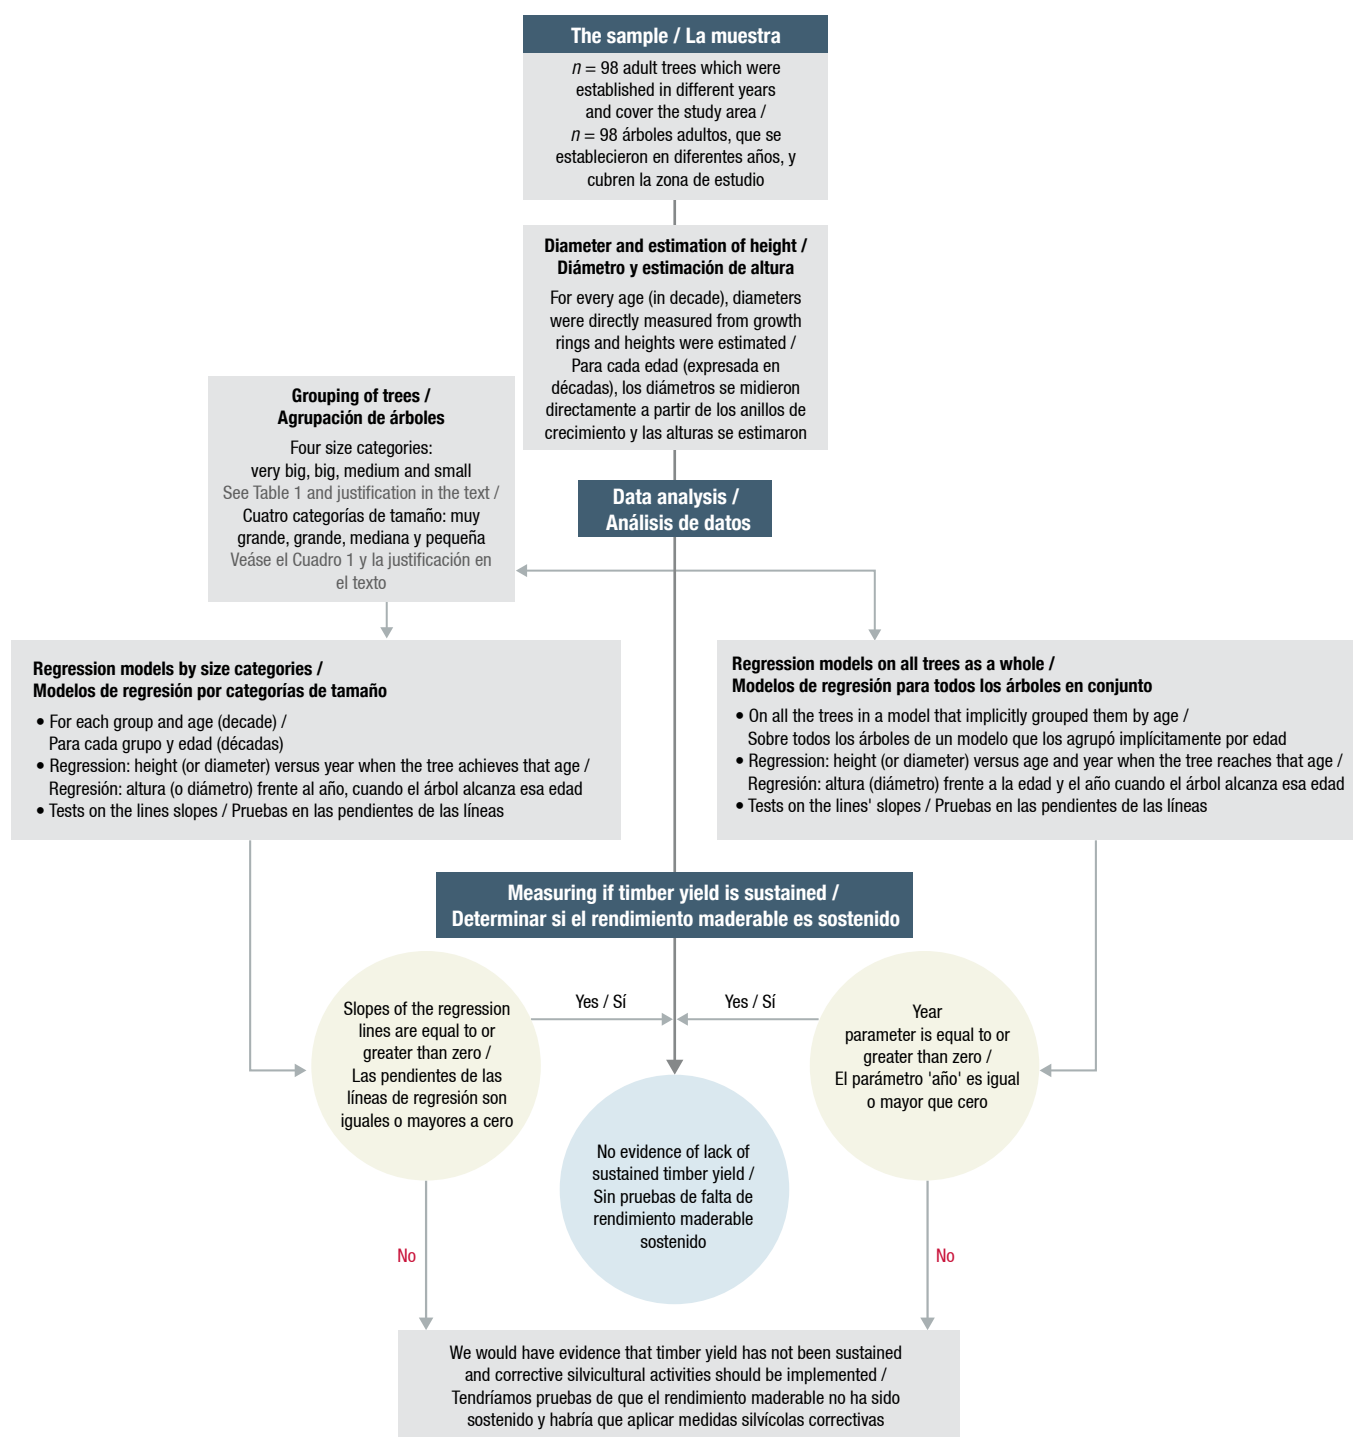 The sample / La muestra
n = 98 adult trees which were
established in different years
and cover the study area /
n = 98 árboles adultos, que se
establecieron en diferentes años, y
cubren la zona de estudio
Diameter and estimation of height /
Diámetro y estimación de altura
For every age (in decade), diameters
were directly measured from growth
rings and heights were estimated /
Para cada edad (expresada en
décadas), los diámetros se midieron
directamente a partir de los anillos de
crecimiento y las alturas se estimaron
Grouping of trees /
Agrupación de árboles
Four size categories:
very big, big, medium and small
See Table 1 and justification in the text /
Cuatro categorías de tamaño: muy
grande, grande, mediana y pequeña
Veáse el Cuadro 1 y la justificación en
el texto
Data analysis /
Análisis de datos
Regression models by size categories /
Modelos de regresión por categorías de tamaño
• For each group and age (decade) /
Para cada grupo y edad (décadas)
• Regression: height (or diameter) versus year when the tree achieves that age /
Regresión: altura (o diámetro) frente al año, cuando el árbol alcanza esa edad
• Tests on the lines slopes / Pruebas en las pendientes de las líneas
Regression models on all trees as a whole /
Modelos de regresión para todos los árboles en conjunto
• On all the trees in a model that implicitly grouped them by age /
Sobre todos los árboles de un modelo que los agrupó implícitamente por edad
• Regression: height (or diameter) versus age and year when the tree reaches that age /
Regresión: altura (diámetro) frente a la edad y el año cuando el árbol alcanza esa edad
• Tests on the lines' slopes / Pruebas en las pendientes de las líneas
Measuring if timber yield is sustained /
Determinar si el rendimiento maderable es sostenido
Slopes of the regression
lines are equal to or
greater than zero /
Las pendientes de las
líneas de regresión son
iguales o mayores a cero
Yes / Sí
Yes / Sí
Year
parameter is equal to or
greater than zero /
El parámetro 'año' es igual
o mayor que cero
No evidence of lack of
sustained timber yield /
Sin pruebas de falta de
rendimiento maderable
sostenido
No
No
We would have evidence that timber yield has not been sustained
and corrective silvicultural activities should be implemented /
Tendríamos pruebas de que el rendimiento maderable no ha sido
sostenido y habría que aplicar medidas silvícolas correctivas